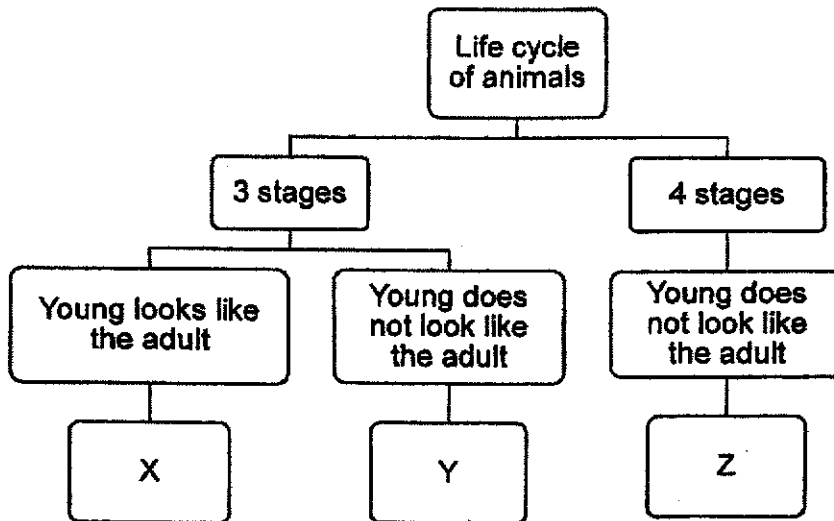 Life cycle
of animals
3 stages
4 stages
Young looks like
the adult
Young does
not look like
the adult
Young does
not look like
the adult
X
Y
Z